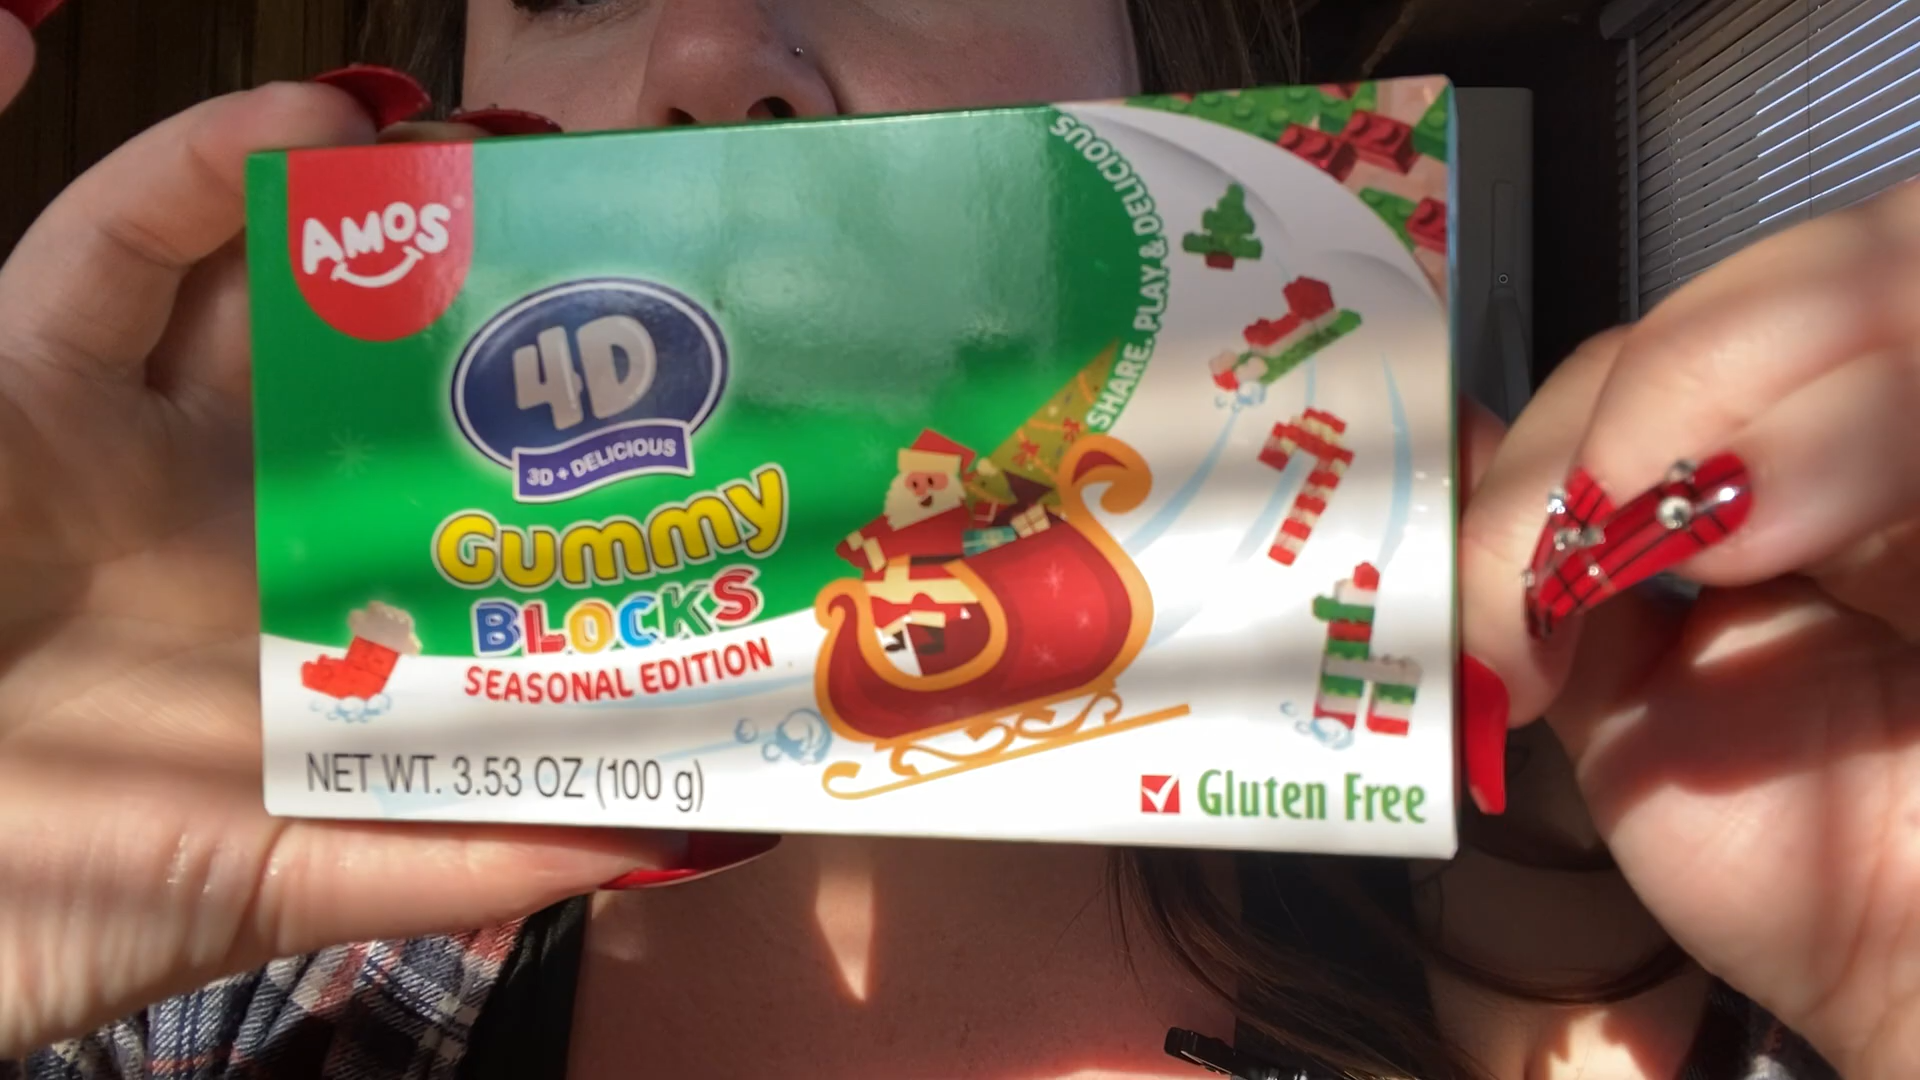 AMOS
4D
3D + DELICIOUS
GUMMY
BLOCKS
SEASONAL EDITION
SHARE, PLAY & DELICIOUS
NET WT. 3.53 OZ (100 g)
Gluten Free